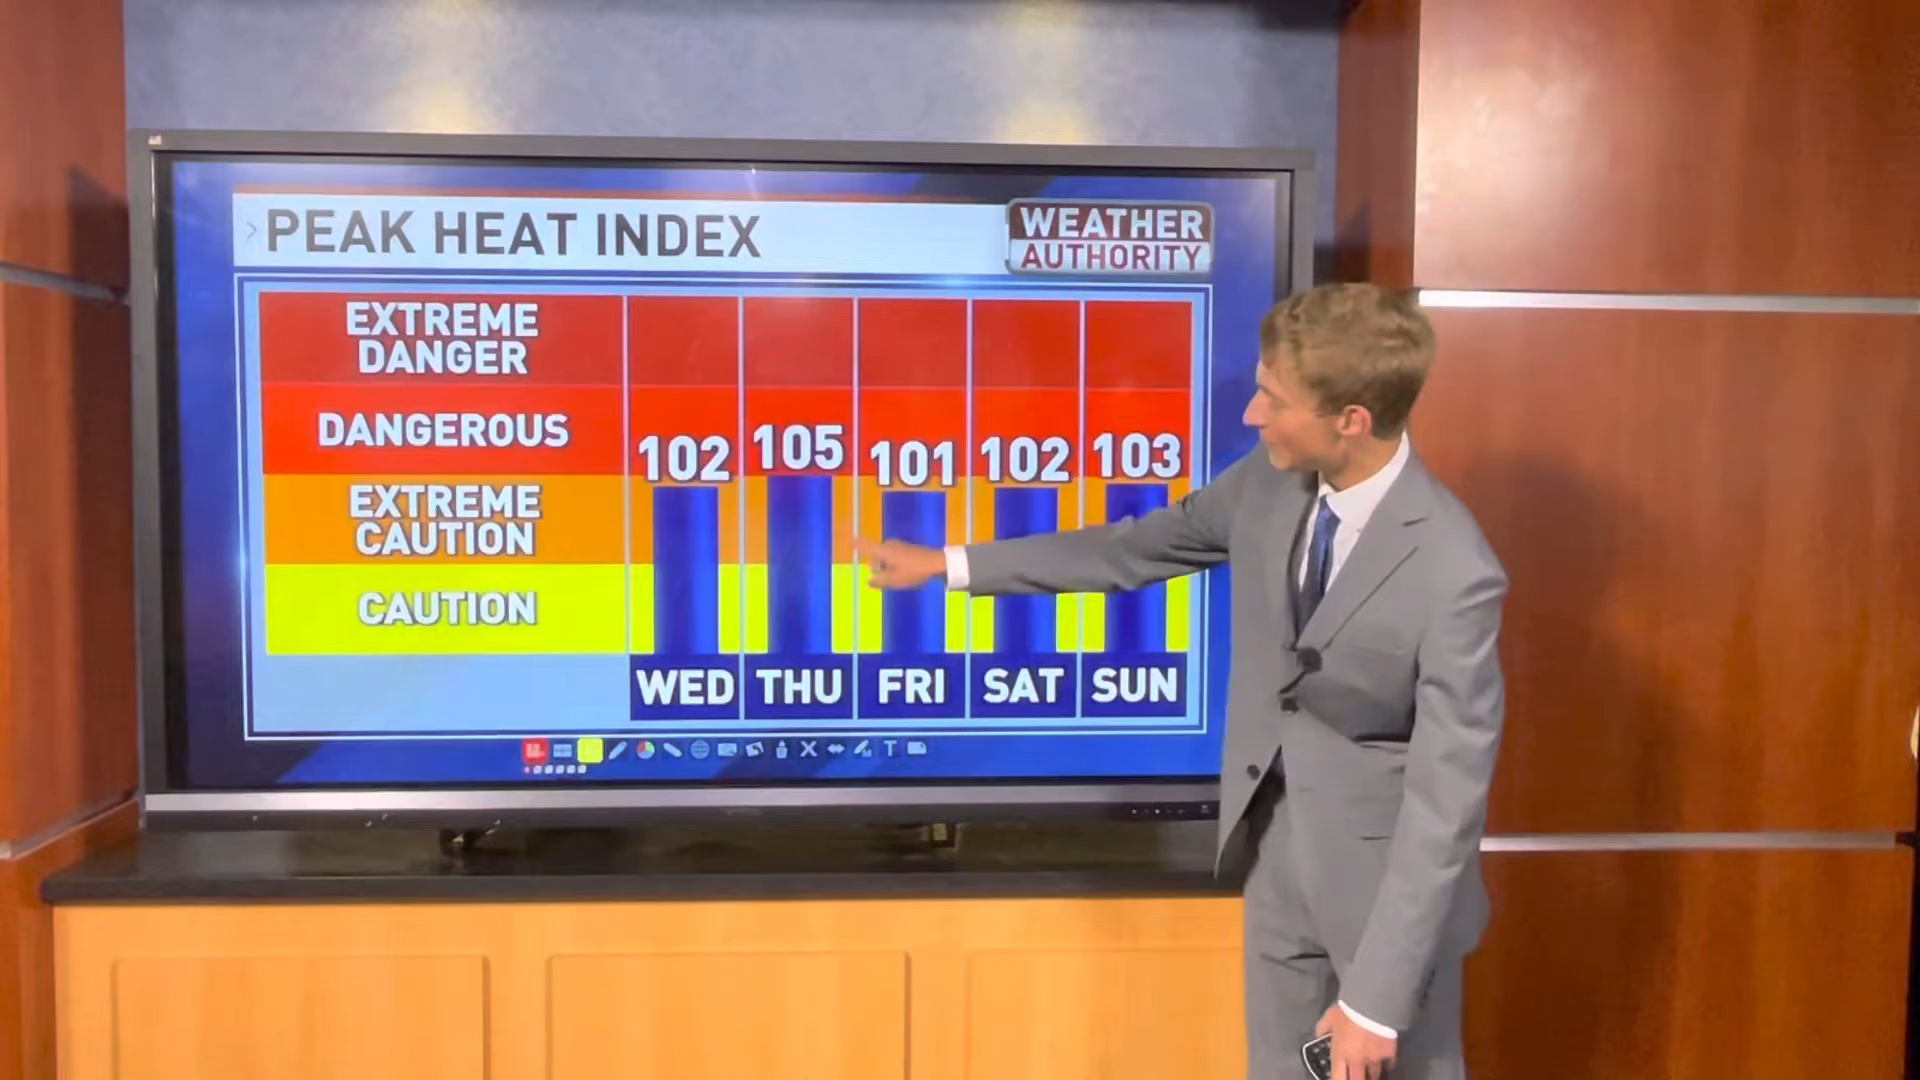 PEAK HEAT INDEX
WEATHER
AUTHORITY
EXTREME
DANGER
DANGEROUS
EXTREME
CAUTION
CAUTION
102 105 101 102 103
WED THU FRI SAT SUN
T